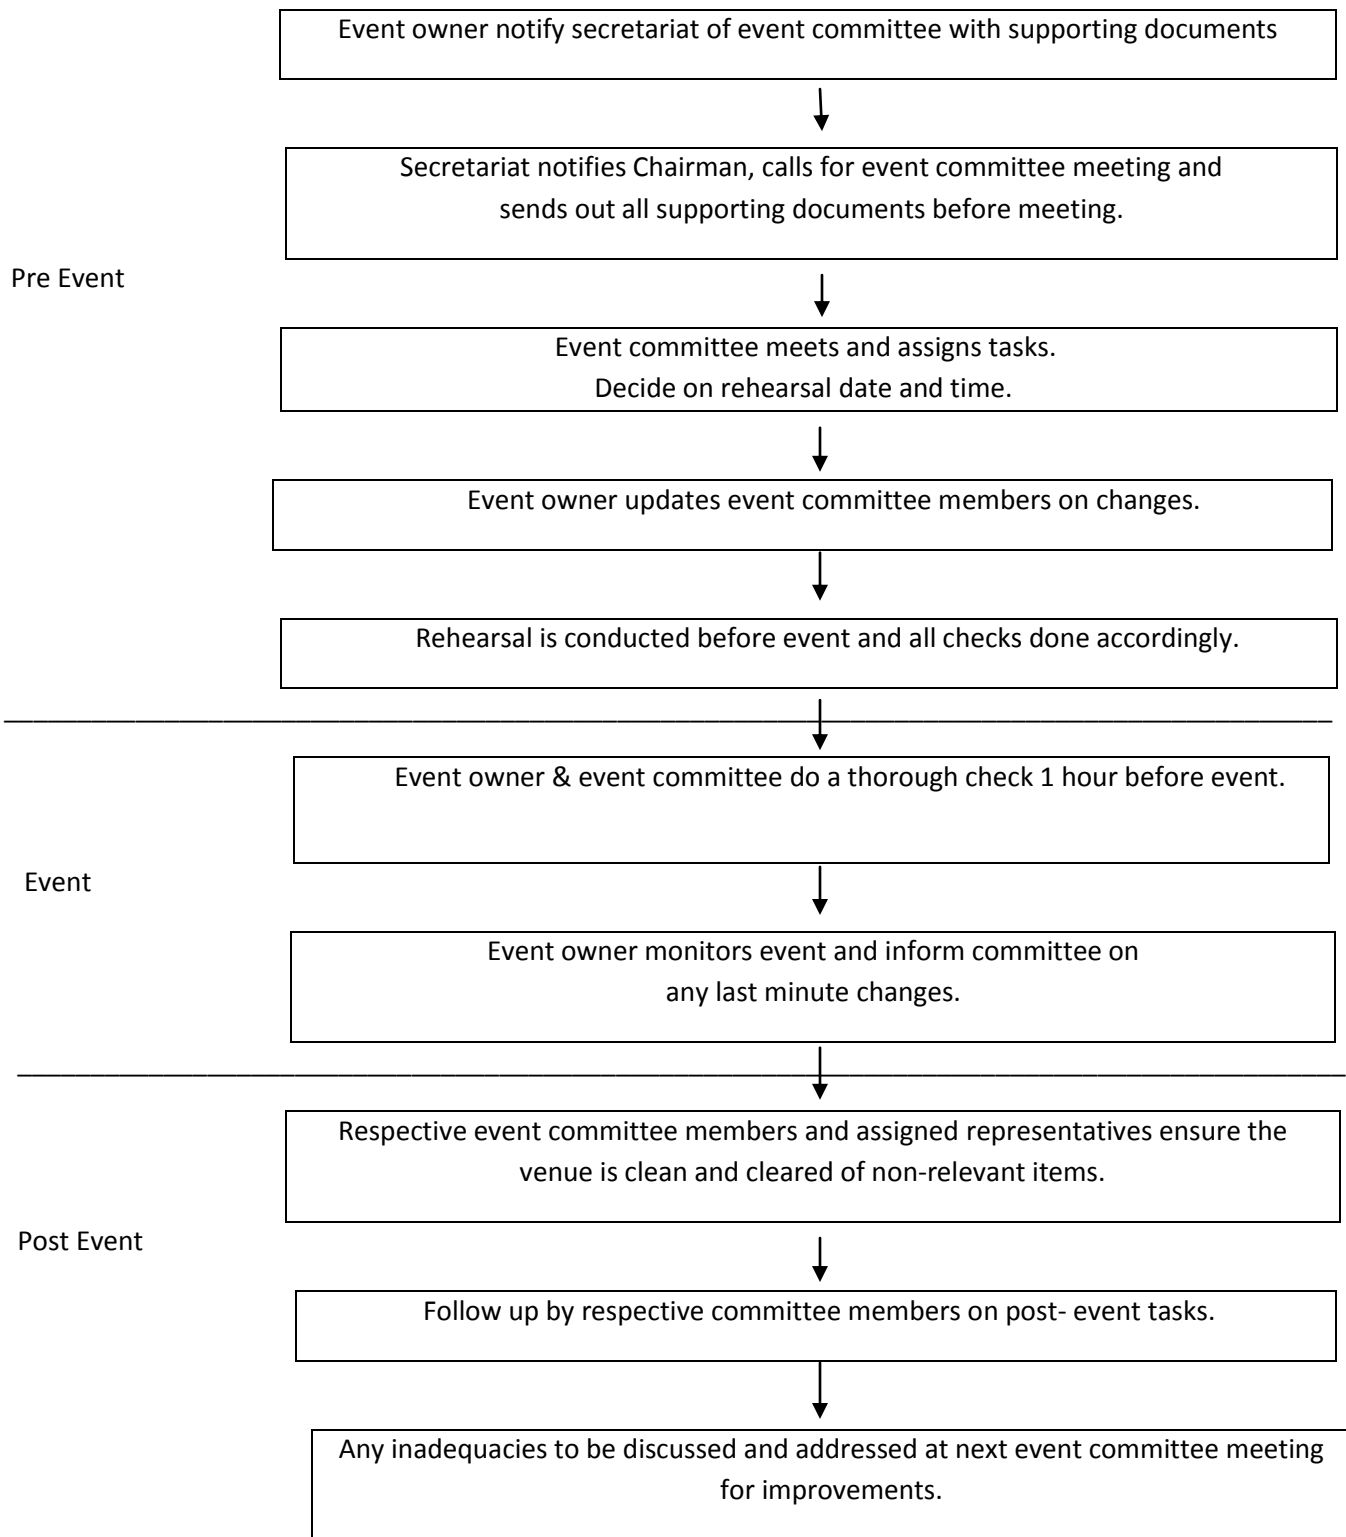 Event owner notify secretariat of event committee with supporting documents
Secretariat notifies Chairman, calls for event committee meeting and
sends out all supporting documents before meeting.
Pre Event
Event committee meets and assigns tasks.
Decide on rehearsal date and time.
Event owner updates event committee members on changes.
Rehearsal is conducted before event and all checks done accordingly.
Event owner & event committee do a thorough check 1 hour before event.
Event
Event owner monitors event and inform committee on
any last minute changes.
Respective event committee members and assigned representatives ensure the
venue is clean and cleared of non-relevant items.
Post Event
Follow up by respective committee members on post- event tasks.
Any inadequacies to be discussed and addressed at next event committee meeting
for improvements.